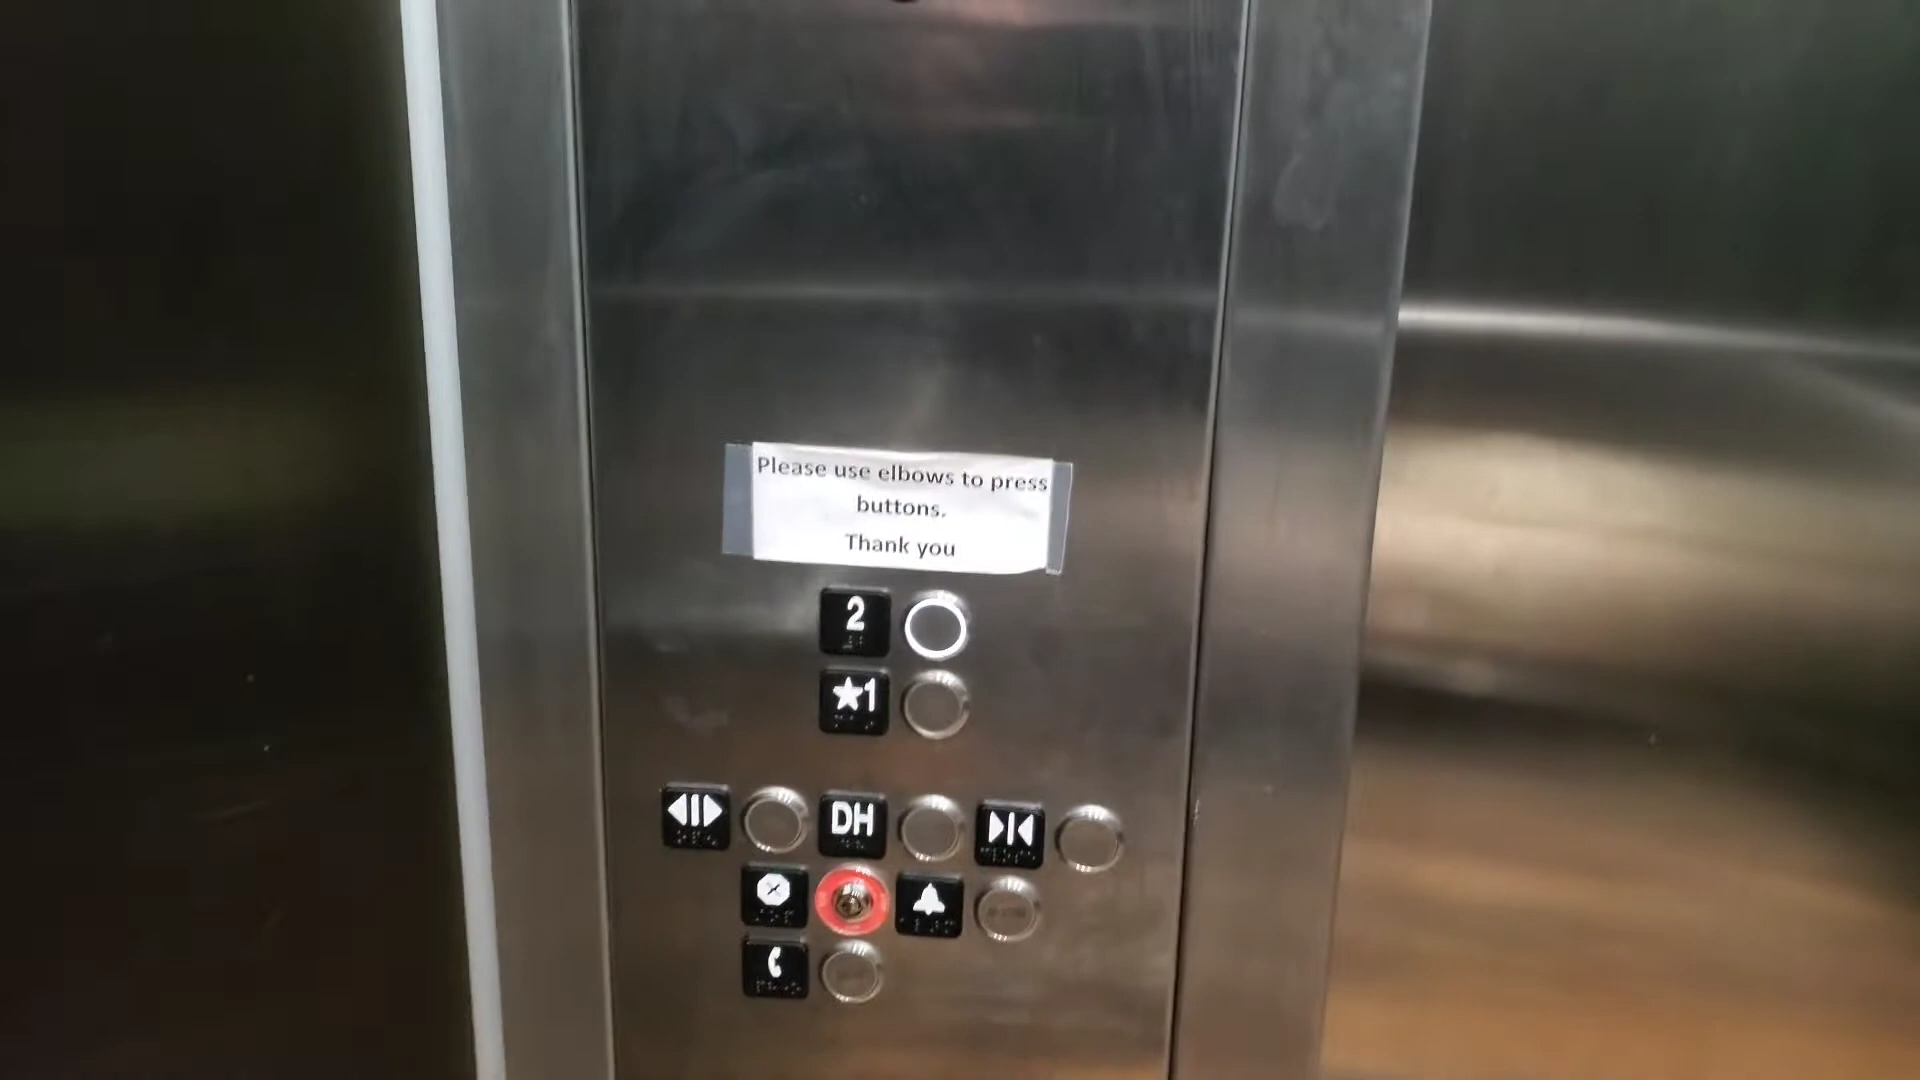 Please use elbows to press
buttons.
Thank you
2
★1
DH